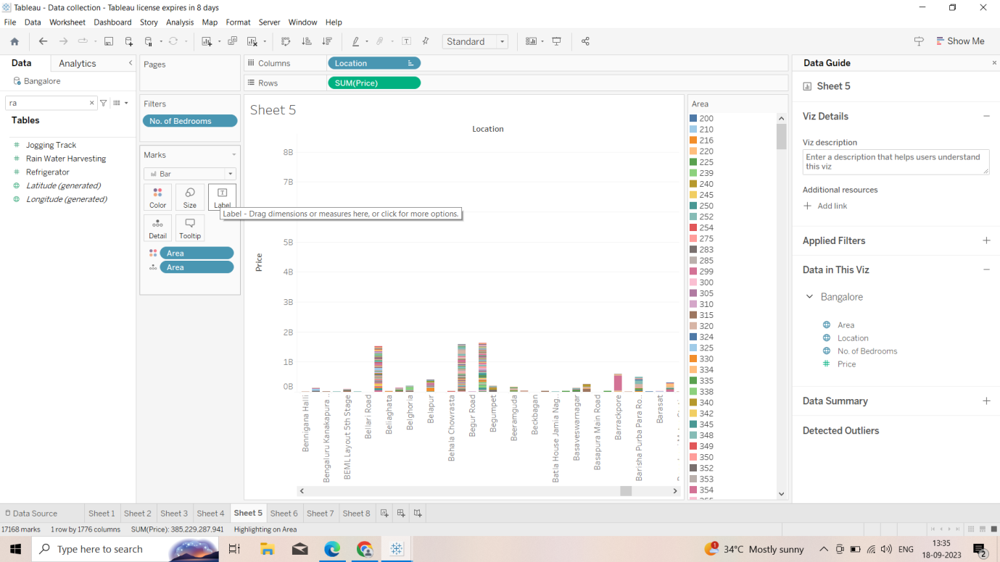 Tableau - Data collection - Tableau license expires in 8 days
File Data Worksheet Dashboard Story Analysis Map Format Server Window Help
Standard
Show Me
Data
Analytics
Bangalore
ra
Tables
Jogging Track
Rain Water Harvesting
Refrigerator
Latitude (generated)
Longitude (generated)
Pages
Filters
No. of Bedrooms
Marks
Bar
Color
Size
Label
Label - Drag dimensions or measures here, or click for more options.
Detail
Tooltip
Area
Area
Columns
Location
Rows
SUM(Price)
Sheet 5
Location
Price
8B
7B
5B
4B
3B
2B
1B
0B
Bennigana Halli
Bengaluru Kanakapura ..
BEML Layout 5th Stage
Bellari Road
Beliaghata
Belghoria
Belapur
Behala Chowrasta
Begur Road
Begumpet
Beeramguda
Beckbagan
Batla House Jamia Nag..
Basaveswarnagar
Basapura Main Road
Barrackpore
Barisha Purba Para Ro..
Barasat
Area
200
210
216
220
225
239
240
245
250
252
254
275
283
285
299
300
305
310
315
320
324
325
330
334
335
338
340
342
345
348
349
350
352
353
354
355
Data Guide
Sheet 5
Viz Details
Viz description
Enter a description that helps users understand
this viz
Additional resources
Add link
Applied Filters
Data in This Viz
Bangalore
Area
Location
No. of Bedrooms
Price
Data Summary
Detected Outliers
Data Source
Sheet 1
Sheet 2
Sheet 3
Sheet 4
Sheet 5
Sheet 6
Sheet 7
Sheet 8
17168 marks
1 row by 1776 columns
SUM(Price): 385,229,287,941
Highlighting on Area
Type here to search
1
34°C Mostly sunny
ENG
13:35
18-09-2023
2